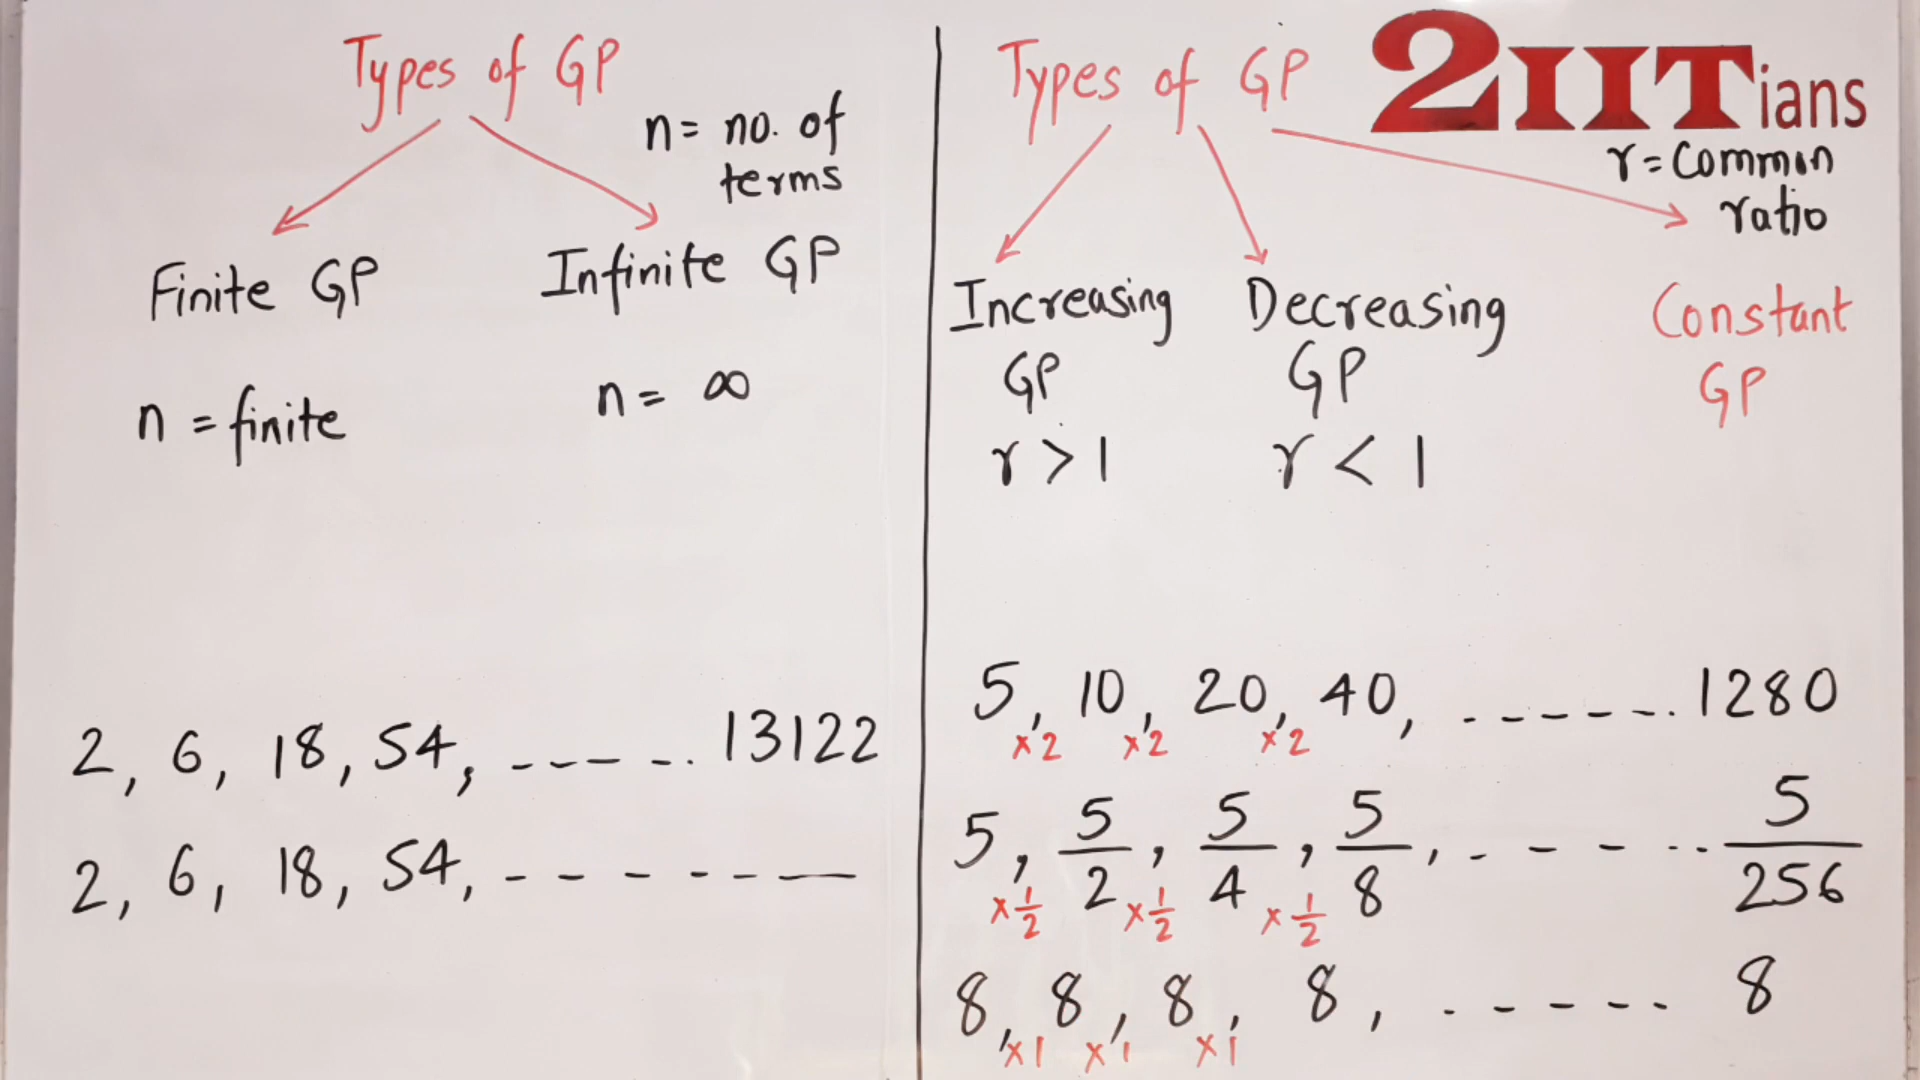 Types of GP
n = no. of
terms
Finite GP
Infinite GP
n = finite
n = ∞
2, 6, 18, 54, ------ 13122
2, 6, 18, 54, -------
Types of GP
2IITians
r = Common
ratio
Increasing
GP
r > 1
Decreasing
GP
r < 1
Constant
GP
5, 10, 20, 40, ------- 1280
×2 ×2 ×2
5, 5/2, 5/4, 5/8, ------ 5/256
×1/2 ×1/2 ×1/2
8, 8, 8, 8, ------ 8
×1 ×1 ×1